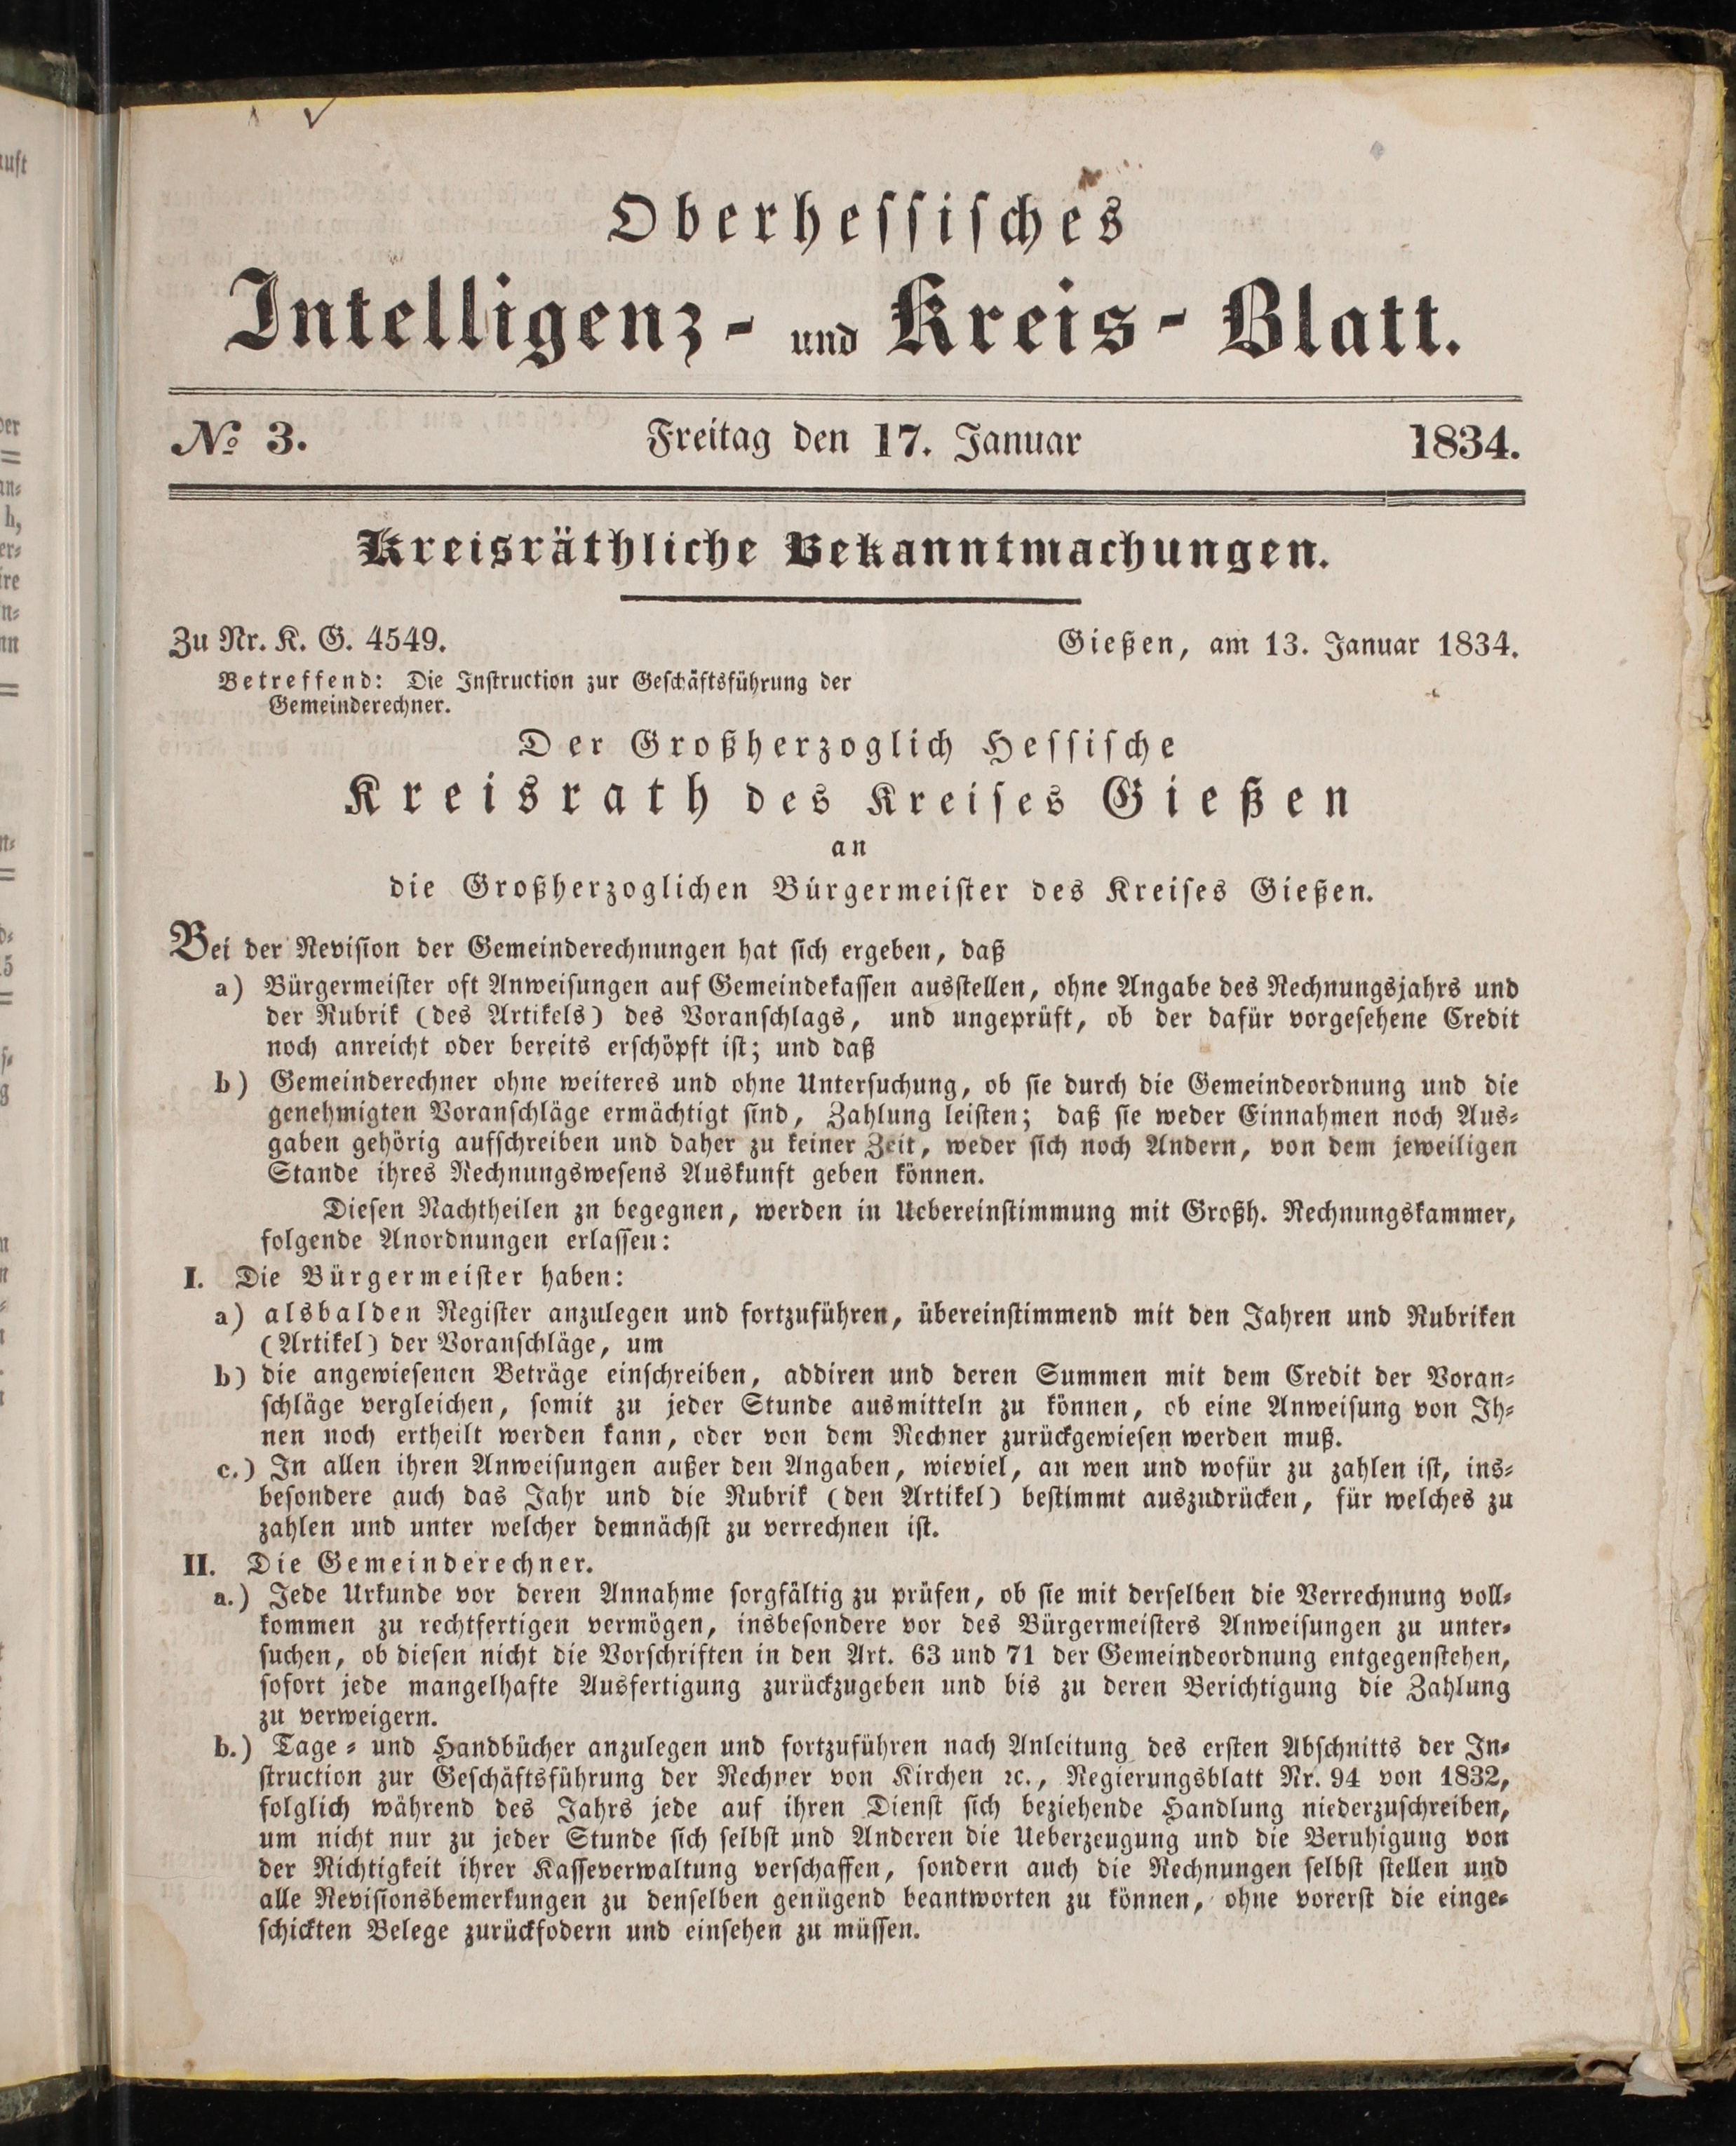 Oberhessisches
Intelligenz- und Kreis-Blatt.
No 3. Freitag den 17. Januar 1834.
Kreisräthliche Bekanntmachungen.
Zu Nr. K. G. 4549. Gießen, am 13. Januar 1834.
Betreffend: Die Instruction zur Geschäftsführung der
Gemeinderechner.
Der Großherzoglich Hessische
Kreisrath des Kreises Gießen
an
die Großherzoglichen Bürgermeister des Kreises Gießen.
Bei der Revision der Gemeinderechnungen hat sich ergeben, daß
a) Bürgermeister oft Anweisungen auf Gemeindekassen ausstellen, ohne Angabe des Rechnungsjahrs und
der Rubrik (des Artikels) des Voranschlags, und ungeprüft, ob der dafür vorgesehene Credit
noch anreicht oder bereits erschöpft ist; und daß
b) Gemeinderechner ohne weiteres und ohne Untersuchung, ob sie durch die Gemeindeordnung und die
genehmigten Voranschläge ermächtigt sind, Zahlung leisten; daß sie weder Einnahmen noch Aus-
gaben gehörig aufschreiben und daher zu keiner Zeit, weder sich noch Andern, von dem jeweiligen
Stande ihres Rechnungswesens Auskunft geben können.
Diesen Nachtheilen zu begegnen, werden in Uebereinstimmung mit Großh. Rechnungskammer,
folgende Anordnungen erlassen:
I. Die Bürgermeister haben:
a) alsbalden Register anzulegen und fortzuführen, übereinstimmend mit den Jahren und Rubriken
(Artikel) der Voranschläge, um
b) die angewiesenen Beträge einschreiben, addiren und deren Summen mit dem Credit der Voran-
schläge vergleichen, somit zu jeder Stunde ausmitteln zu können, ob eine Anweisung von Ih-
nen noch ertheilt werden kann, oder von dem Rechner zurückgewiesen werden muß.
c.) In allen ihren Anweisungen außer den Angaben, wieviel, an wen und wofür zu zahlen ist, ins-
besondere auch das Jahr und die Rubrik (den Artikel) bestimmt auszudrücken, für welches zu
zahlen und unter welcher demnächst zu verrechnen ist.
II. Die Gemeinderechner.
a.) Jede Urkunde vor deren Annahme sorgfältig zu prüfen, ob sie mit derselben die Verrechnung voll-
kommen zu rechtfertigen vermögen, insbesondere vor des Bürgermeisters Anweisungen zu unter-
suchen, ob diesen nicht die Vorschriften in den Art. 63 und 71 der Gemeindeordnung entgegenstehen,
sofort jede mangelhafte Ausfertigung zurückzugeben und bis zu deren Berichtigung die Zahlung
zu verweigern.
b.) Tage- und Handbücher anzulegen und fortzuführen nach Anleitung des ersten Abschnitts der In-
struction zur Geschäftsführung der Rechner von Kirchen ꝛc., Regierungsblatt Nr. 94 von 1832,
folglich während des Jahrs jede auf ihren Dienst sich beziehende Handlung niederzuschreiben,
um nicht nur zu jeder Stunde sich selbst und Anderen die Ueberzeugung und die Beruhigung von
der Richtigkeit ihrer Kasseverwaltung verschaffen, sondern auch die Rechnungen selbst stellen und
alle Revisionsbemerkungen zu denselben genügend beantworten zu können, ohne vorerst die einge-
schickten Belege zurückfodern und einsehen zu müssen.